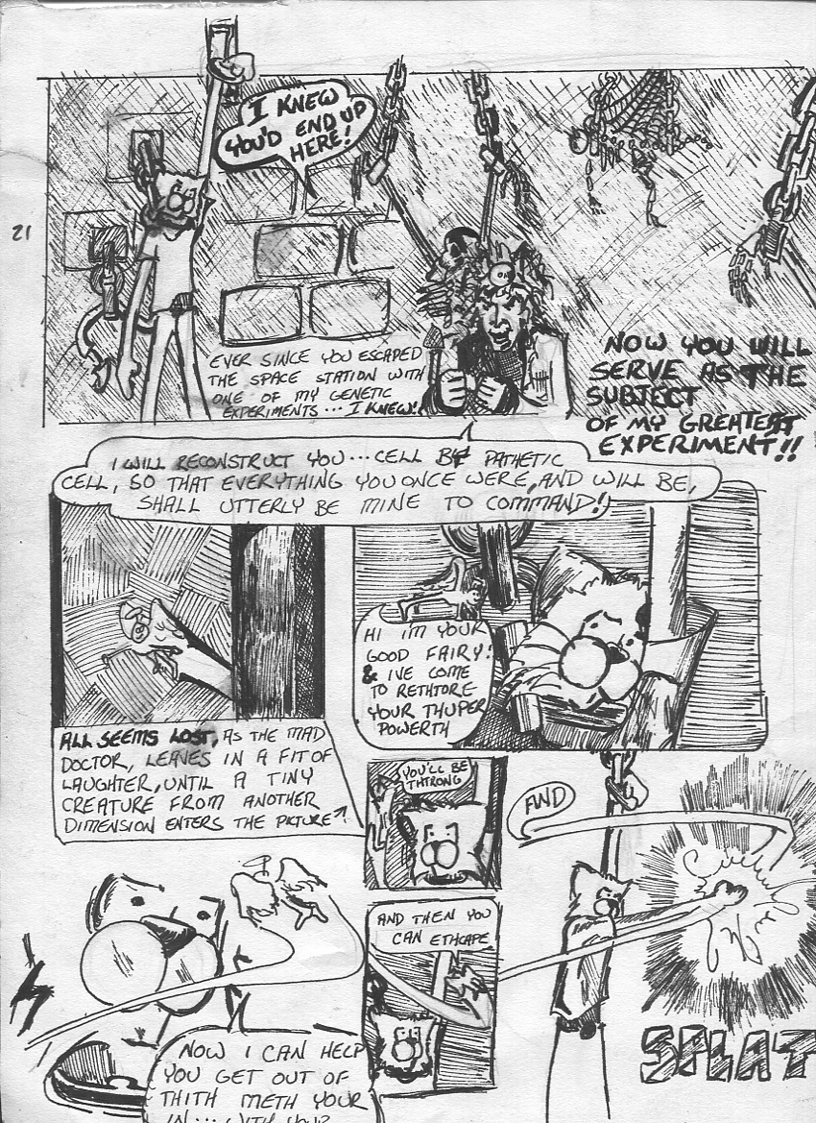 21
I KNEW
YOU'D END UP
HERE!
EVER SINCE YOU ESCAPED
THE SPACE STATION WITH
ONE OF MY GENETIC
EXPERIMENTS... I KNEW!
NOW YOU WILL
SERVE AS THE
SUBJECT
OF MY GREATEST
EXPERIMENT!!
I WILL RECONSTRUCT YOU... CELL BY PATHETIC
CELL, SO THAT EVERYTHING YOU ONCE WERE, AND WILL BE,
SHALL UTTERLY BE MINE TO COMMAND!
HI IM YOUR
GOOD FAIRY!
& IVE COME
TO RETHTORE
YOUR THUPER
POWERTH
ALL SEEMS LOST, AS THE MAD
DOCTOR, LEAVES IN A FIT OF
LAUGHTER, UNTIL A TINY
CREATURE FROM ANOTHER
DIMENSION ENTERS THE PICTURE
YOU'LL BE
THTRONG
AND
AND THEN YOU
CAN ETHCAPE
SPLAT
NOW I CAN HELP
YOU GET OUT OF
THITH METH YOUR
IN... WITH YOUR